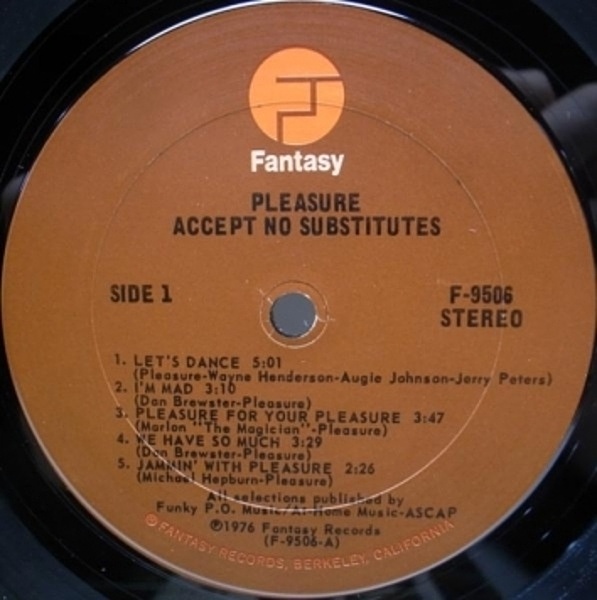 Fantasy
PLEASURE
ACCEPT NO SUBSTITUTES
SIDE 1
F-9506
STEREO
1. LET'S DANCE 5:01
(Pleasure-Wayne Henderson-Augie Johnson-Jerry Peters)
2. I'M MAD 3:10
(Dan Brewster-Pleasure)
3. PLEASURE FOR YOUR PLEASURE 3:47
(Marlon "The Magician"-Pleasure)
4. WE HAVE SO MUCH 3:29
(Dan Brewster-Pleasure)
5. JAMMIN' WITH PLEASURE 2:26
(Michael Hepburn-Pleasure)
All selections published by
Funky P.O. Music/At Home Music-ASCAP
℗1976 Fantasy Records
(F-9506-A)
© FANTASY RECORDS, BERKELEY, CALIFORNIA